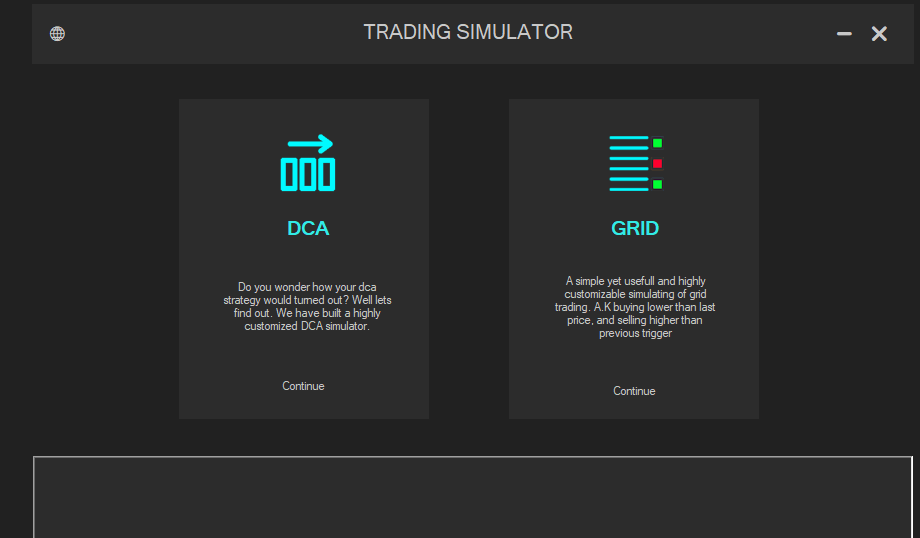 TRADING SIMULATOR
DCA
Do you wonder how your dca
strategy would turned out? Well lets
find out. We have built a highly
customized DCA simulator.
Continue
GRID
A simple yet usefull and highly
customizable simulating of grid
trading. A.K buying lower than last
price, and selling higher than
previous trigger
Continue